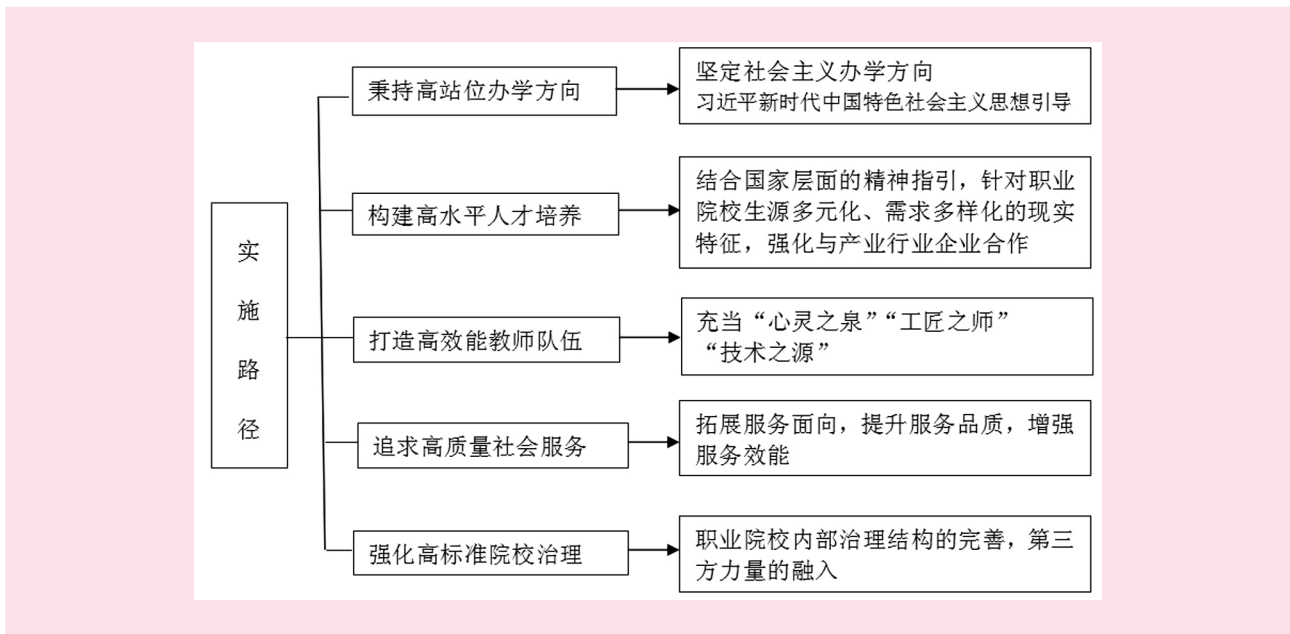 实施路径
秉持高站位办学方向
坚定社会主义办学方向
习近平新时代中国特色社会主义思想引导
构建高水平人才培养
结合国家层面的精神指引，针对职业
院校生源多元化、需求多样化的现实
特征，强化与产业行业企业合作
打造高效能教师队伍
充当“心灵之泉”“工匠之师”
“技术之源”
追求高质量社会服务
拓展服务面向，提升服务品质，增强
服务效能
强化高标准院校治理
职业院校内部治理结构的完善，第三
方力量的融入